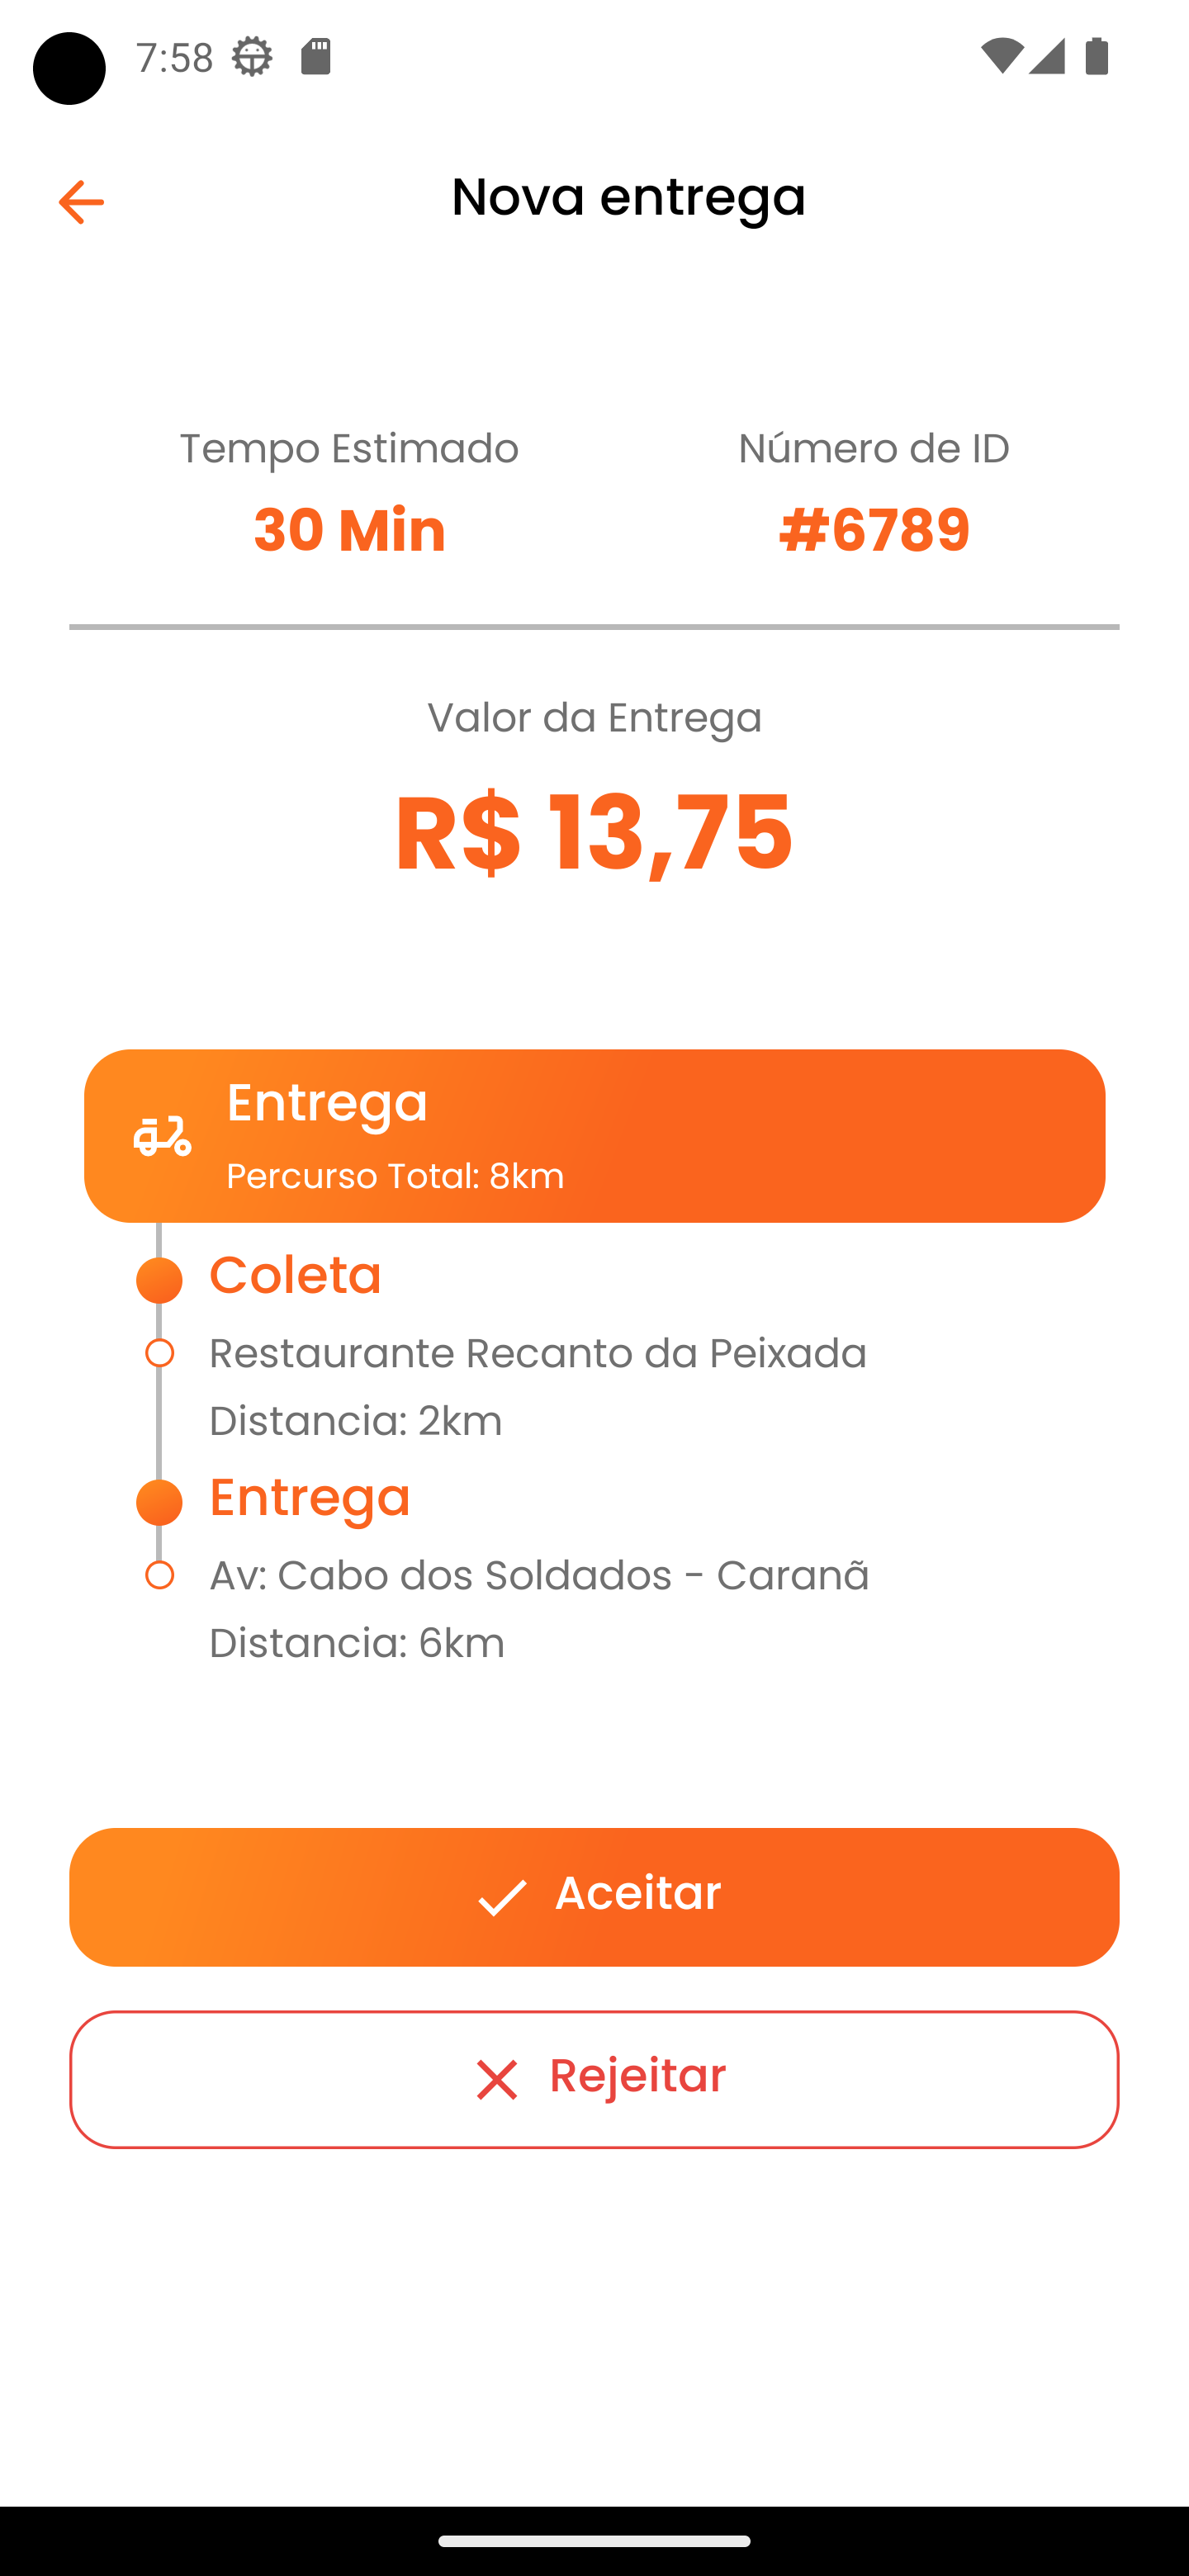 7:58
Nova entrega
Tempo Estimado
30 Min
Número de ID
#6789
Valor da Entrega
R$ 13,75
Entrega
Percurso Total: 8km
Coleta
Restaurante Recanto da Peixada
Distancia: 2km
Entrega
Av: Cabo dos Soldados - Caranã
Distancia: 6km
Aceitar
Rejeitar